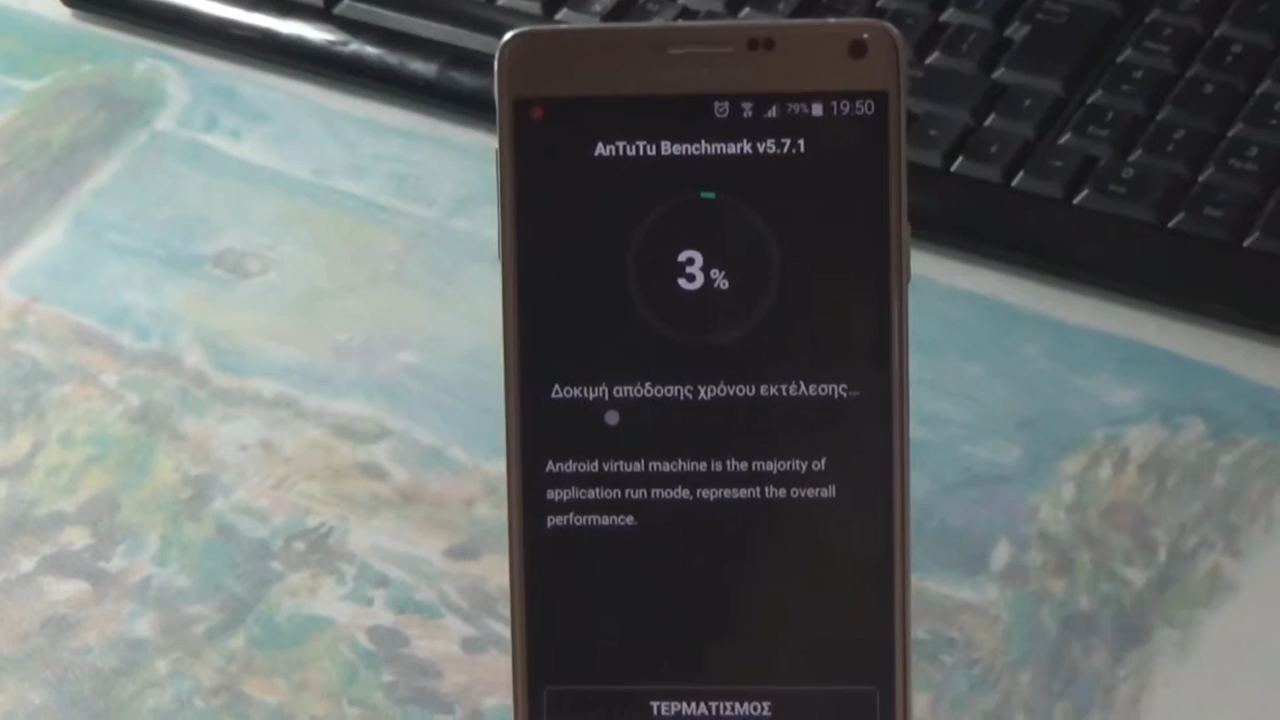 79% 19:50
AnTuTu Benchmark v5.7.1
3%
Δοκιμή απόδοσης χρόνου εκτέλεσης...
Android virtual machine is the majority of
application run mode, represent the overall
performance.
ΤΕΡΜΑΤΙΣΜΟΣ